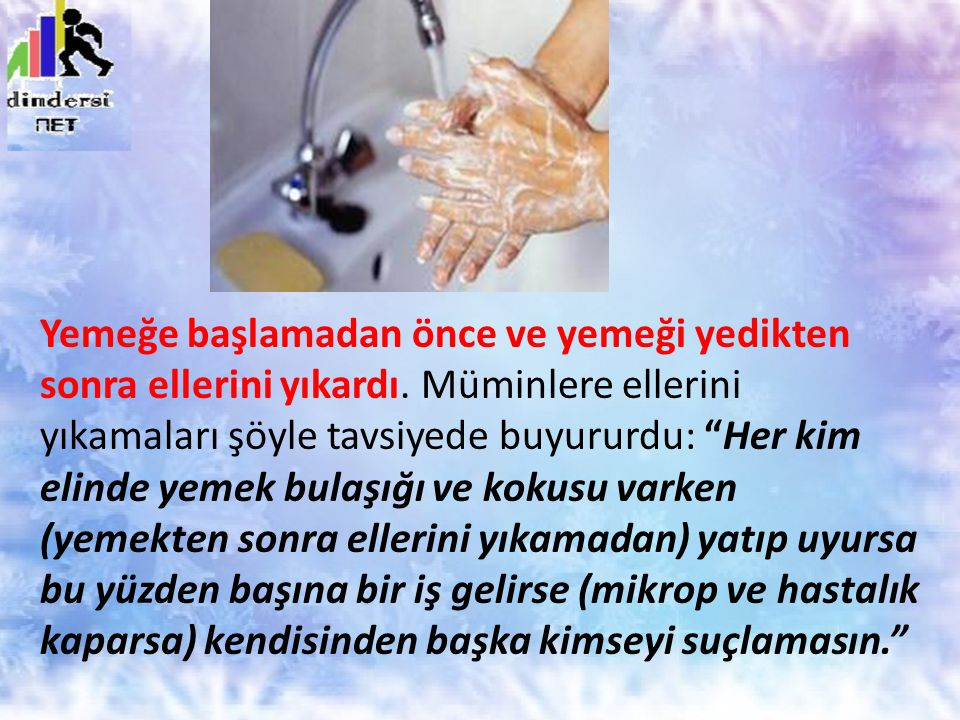 dindersi
ПЕТ
Yemeğe başlamadan önce ve yemeği yedikten
sonra ellerini yıkardı. Müminlere ellerini
yıkamaları şöyle tavsiyede buyururdu: “Her kim
elinde yemek bulaşığı ve kokusu varken
(yemekten sonra ellerini yıkamadan) yatıp uyursa
bu yüzden başına bir iş gelirse (mikrop ve hastalık
kaparsa) kendisinden başka kimseyi suçlamasın.”